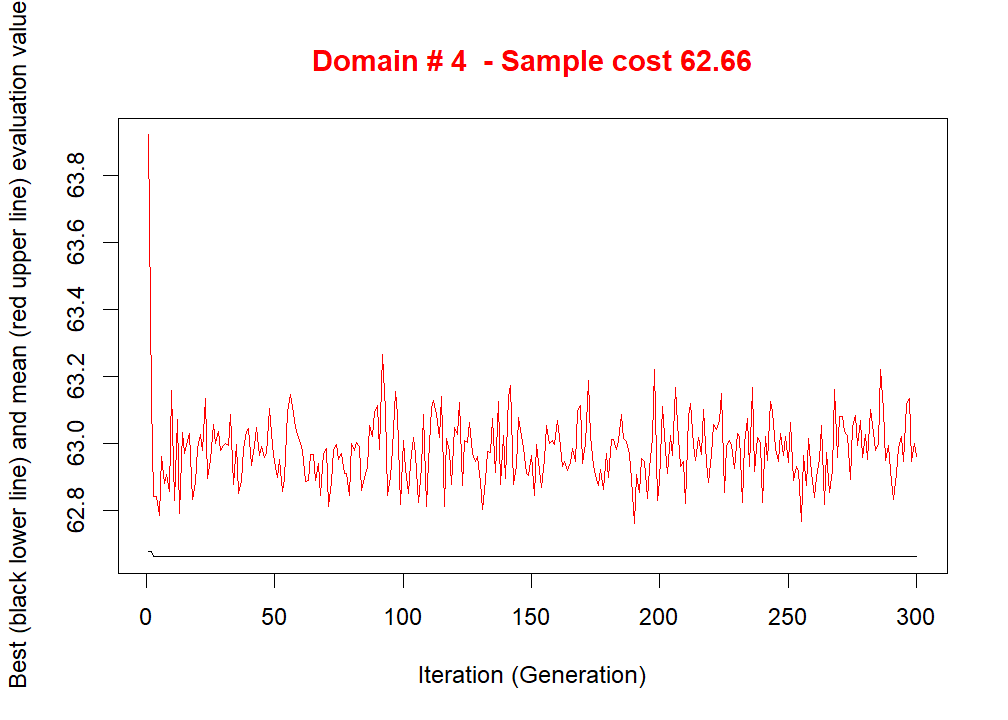 Domain # 4  - Sample cost 62.66
Best (black lower line) and mean (red upper line) evaluation value
63.8
63.6
63.4
63.2
63.0
62.8
0 50 100 150 200 250 300
Iteration (Generation)